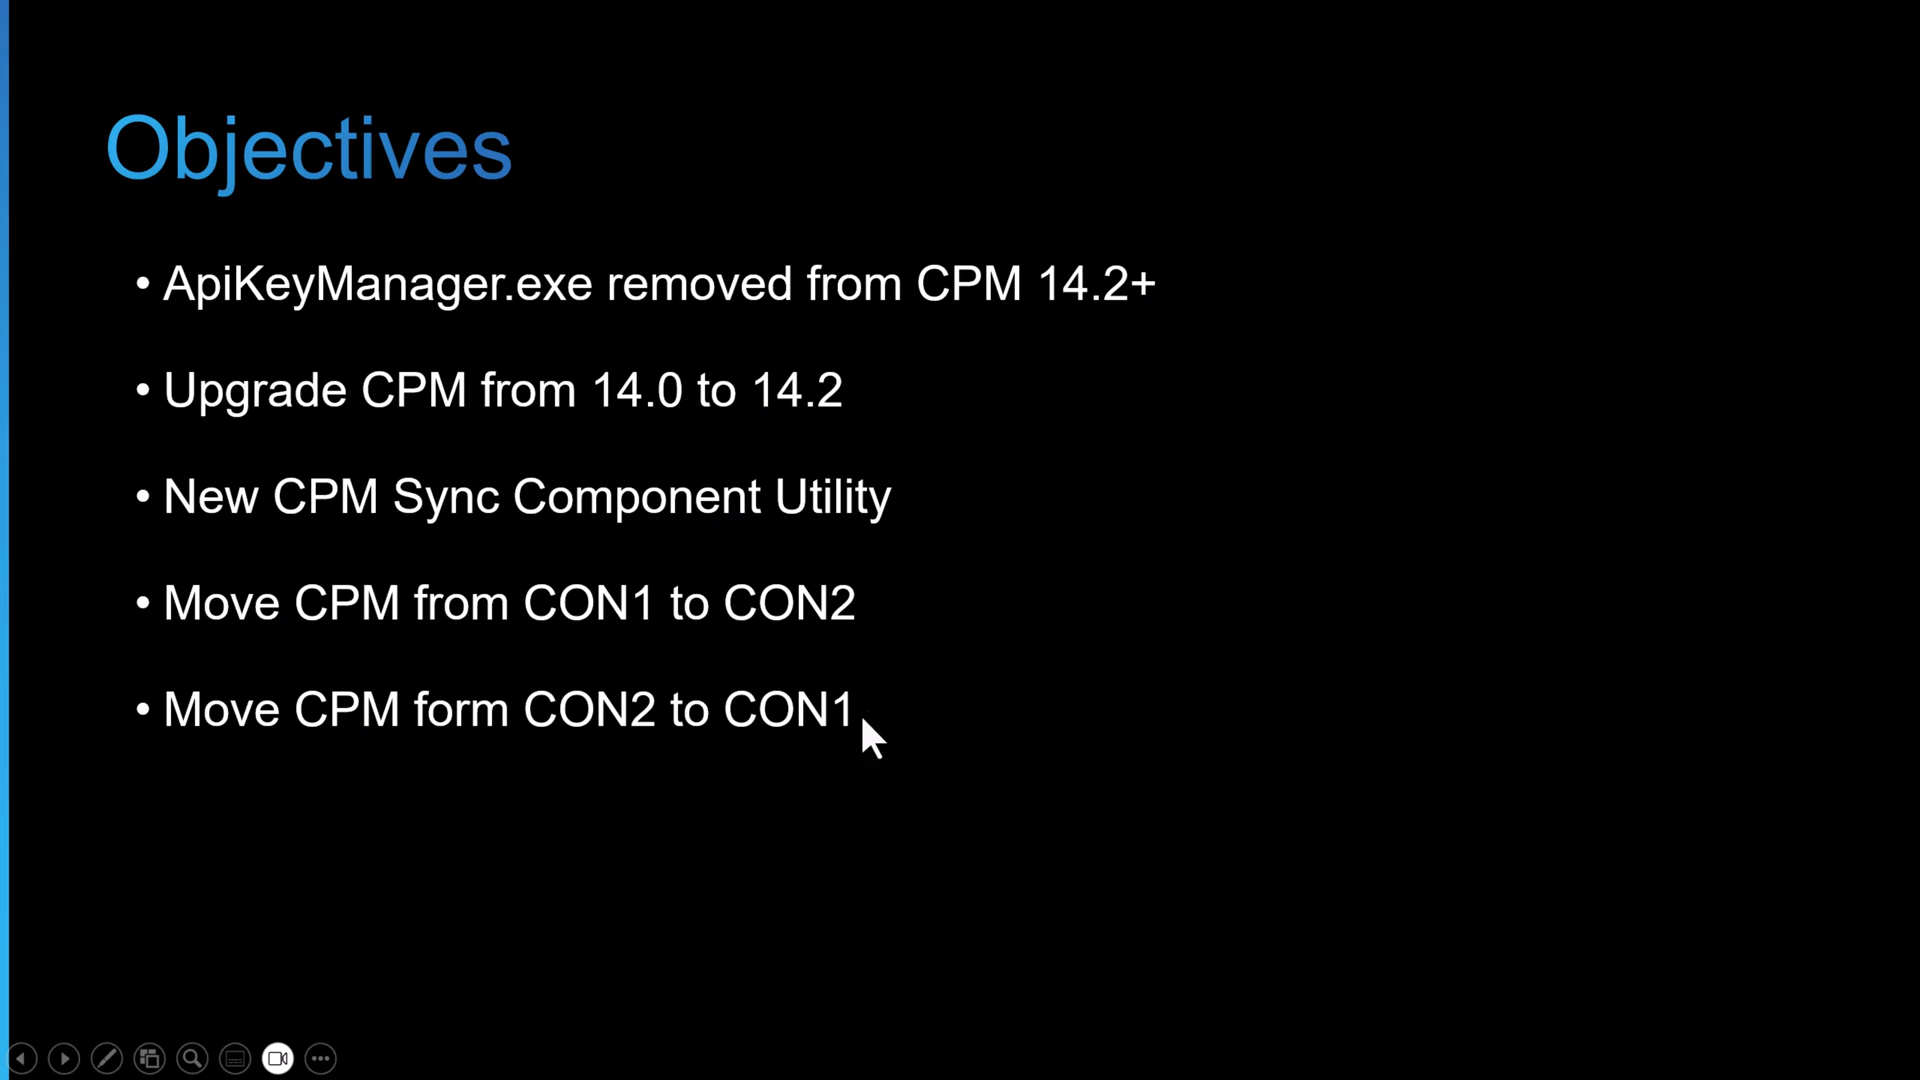 Objectives
• ApiKeyManager.exe removed from CPM 14.2+
• Upgrade CPM from 14.0 to 14.2
• New CPM Sync Component Utility
• Move CPM from CON1 to CON2
• Move CPM form CON2 to CON1